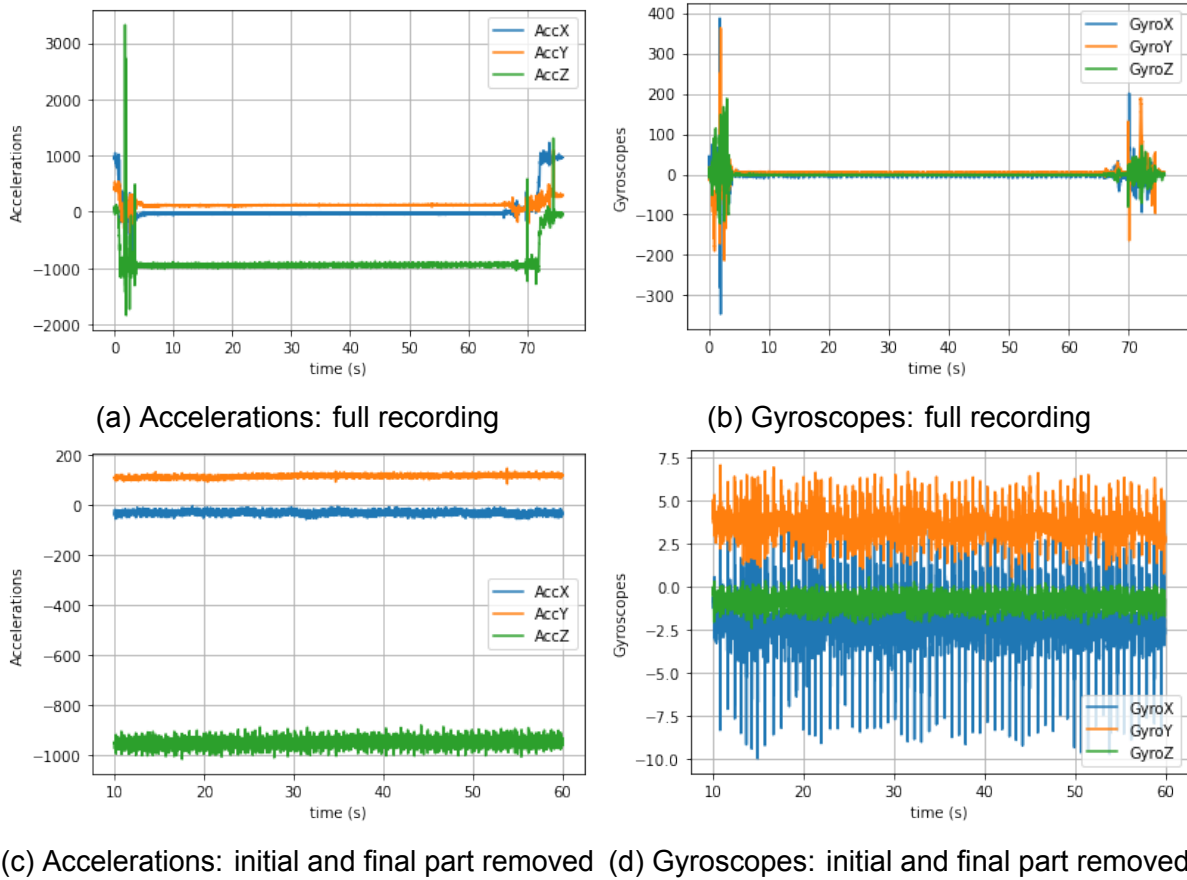 3000
2000
1000
0
−1000
−2000
Accelerations
AccX
AccY
AccZ
0 10 20 30 40 50 60 70
time (s)
400
300
200
100
0
−100
−200
−300
Gyroscopes
GyroX
GyroY
GyroZ
0 10 20 30 40 50 60 70
time (s)
(a) Accelerations: full recording
(b) Gyroscopes: full recording
200
0
−200
−400
−600
−800
−1000
Accelerations
AccX
AccY
AccZ
10 20 30 40 50 60
time (s)
7.5
5.0
2.5
0.0
−2.5
−5.0
−7.5
−10.0
Gyroscopes
GyroX
GyroY
GyroZ
10 20 30 40 50 60
time (s)
(c) Accelerations: initial and final part removed
(d) Gyroscopes: initial and final part removed